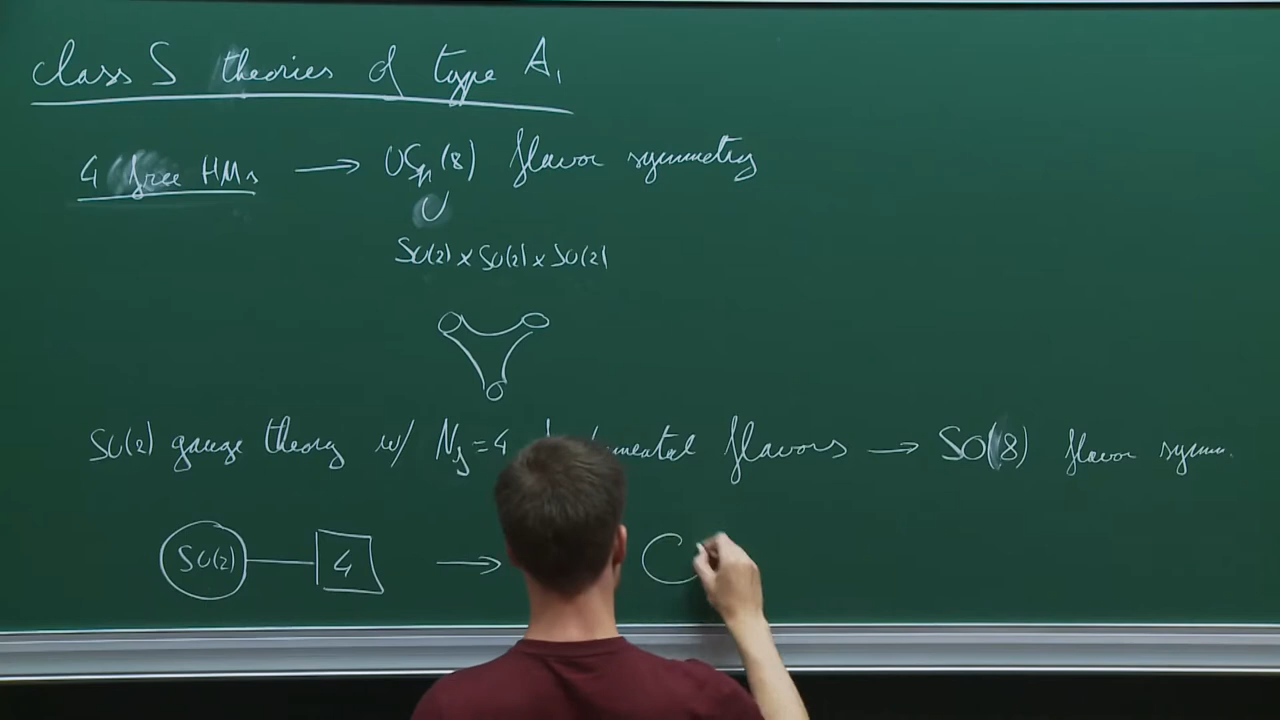 class S theories of type A₁
4 free HMs → USp(8) flavor symmetry
∪
SU(2) × SU(2) × SU(2)
SU(2) gauge theory w/ N_f = 4 flavors → SO(8) flavor symm.
SU(2) 4 →